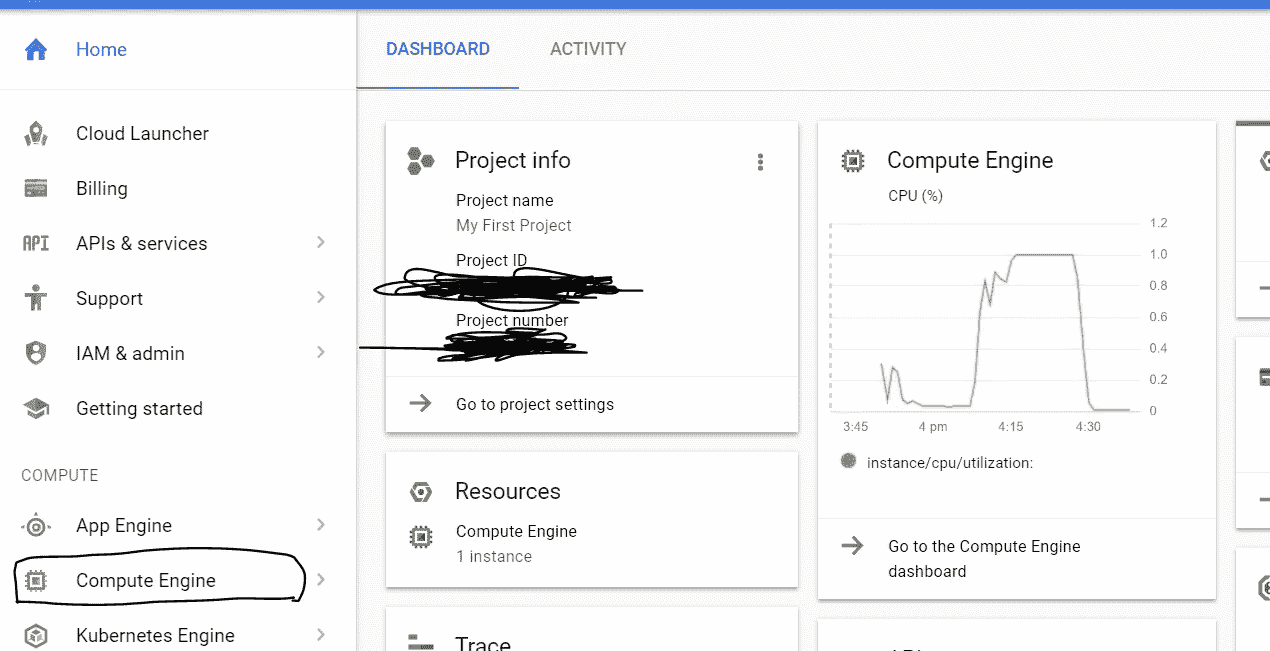 Home
Cloud Launcher
Billing
API APIs & services
Support
IAM & admin
Getting started
COMPUTE
App Engine
Compute Engine
Kubernetes Engine
DASHBOARD
ACTIVITY
Project info
Project name
My First Project
Project ID
Project number
Go to project settings
Resources
Compute Engine
1 instance
Trace
Compute Engine
CPU (%)
1.2
1.0
0.8
0.6
0.4
0.2
0
3:45 4 pm 4:15 4:30
instance/cpu/utilization:
Go to the Compute Engine
dashboard